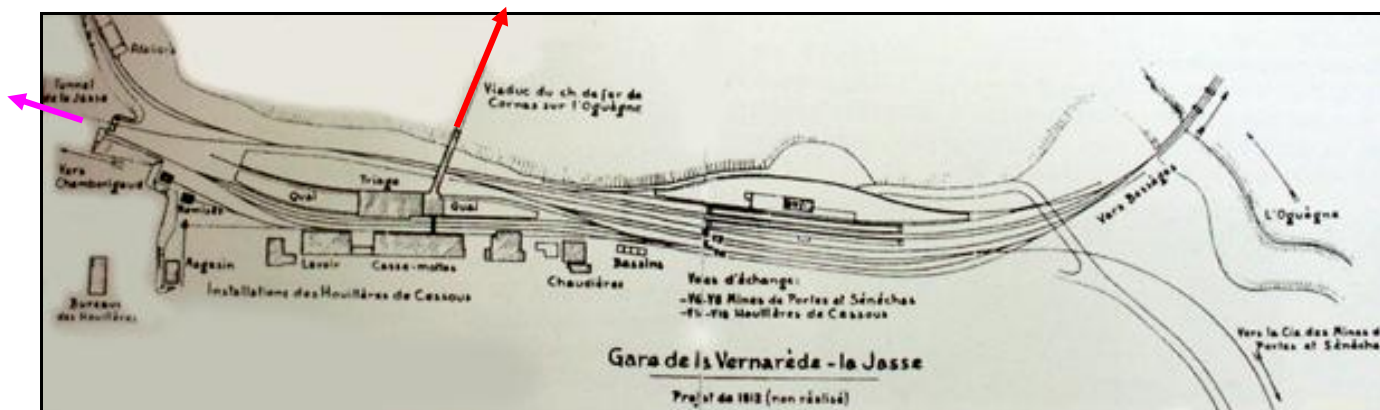 Ateliers
Tunnel
de la Jasse
Viaduc du ch. de fer de
Cornas sur l'Oguègne
Vers
Chamborigaud
Triage
Quai
Quai
Remises
Vers Bessèges
L'Oguègne
Magasin
Lavoir
Casse-mottes
Chaudières
Bassins
Bureaux
des Houillères
Installations des Houillères de Cessous
Voies d'échange:
Mines de Portes et Sénéchas
Houillères de Cessous
Vers la Cie des Mines de
Portes et Sénéchas
Gare de la Vernarède - la Jasse
Projet de 1912 (non réalisé)